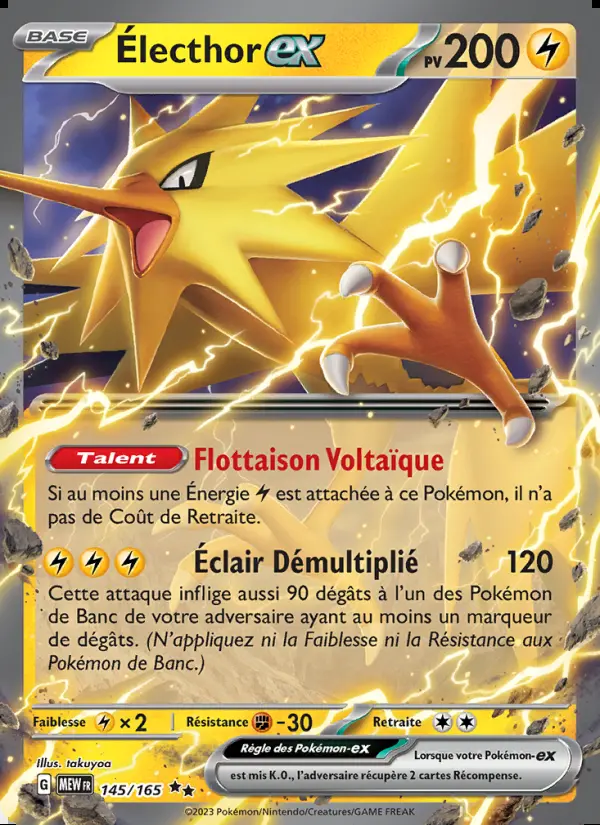 BASE
Électhor ex
PV 200
Talent Flottaison Voltaïque
Si au moins une Énergie est attachée à ce Pokémon, il n'a
pas de Coût de Retraite.
Éclair Démultiplié 120
Cette attaque inflige aussi 90 dégâts à l'un des Pokémon
de Banc de votre adversaire ayant au moins un marqueur
de dégâts. (N'appliquez ni la Faiblesse ni la Résistance aux
Pokémon de Banc.)
Faiblesse ×2 Résistance -30 Retraite
Illus. takuyoa
Règle des Pokémon-ex Lorsque votre Pokémon-ex
est mis K.O., l'adversaire récupère 2 cartes Récompense.
G MEW FR 145/165
©2023 Pokémon/Nintendo/Creatures/GAME FREAK